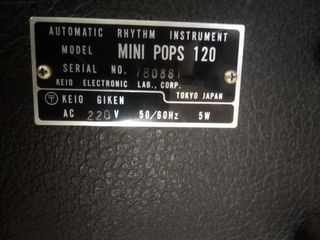 AUTOMATIC RHYTHM INSTRUMENT
MODEL MINI POPS 120
SERIAL NO. 780887
KEIO ELECTRONIC LAB., CORP.
TOKYO JAPAN
KEIO GIKEN
AC 220 V 50/60Hz 5W